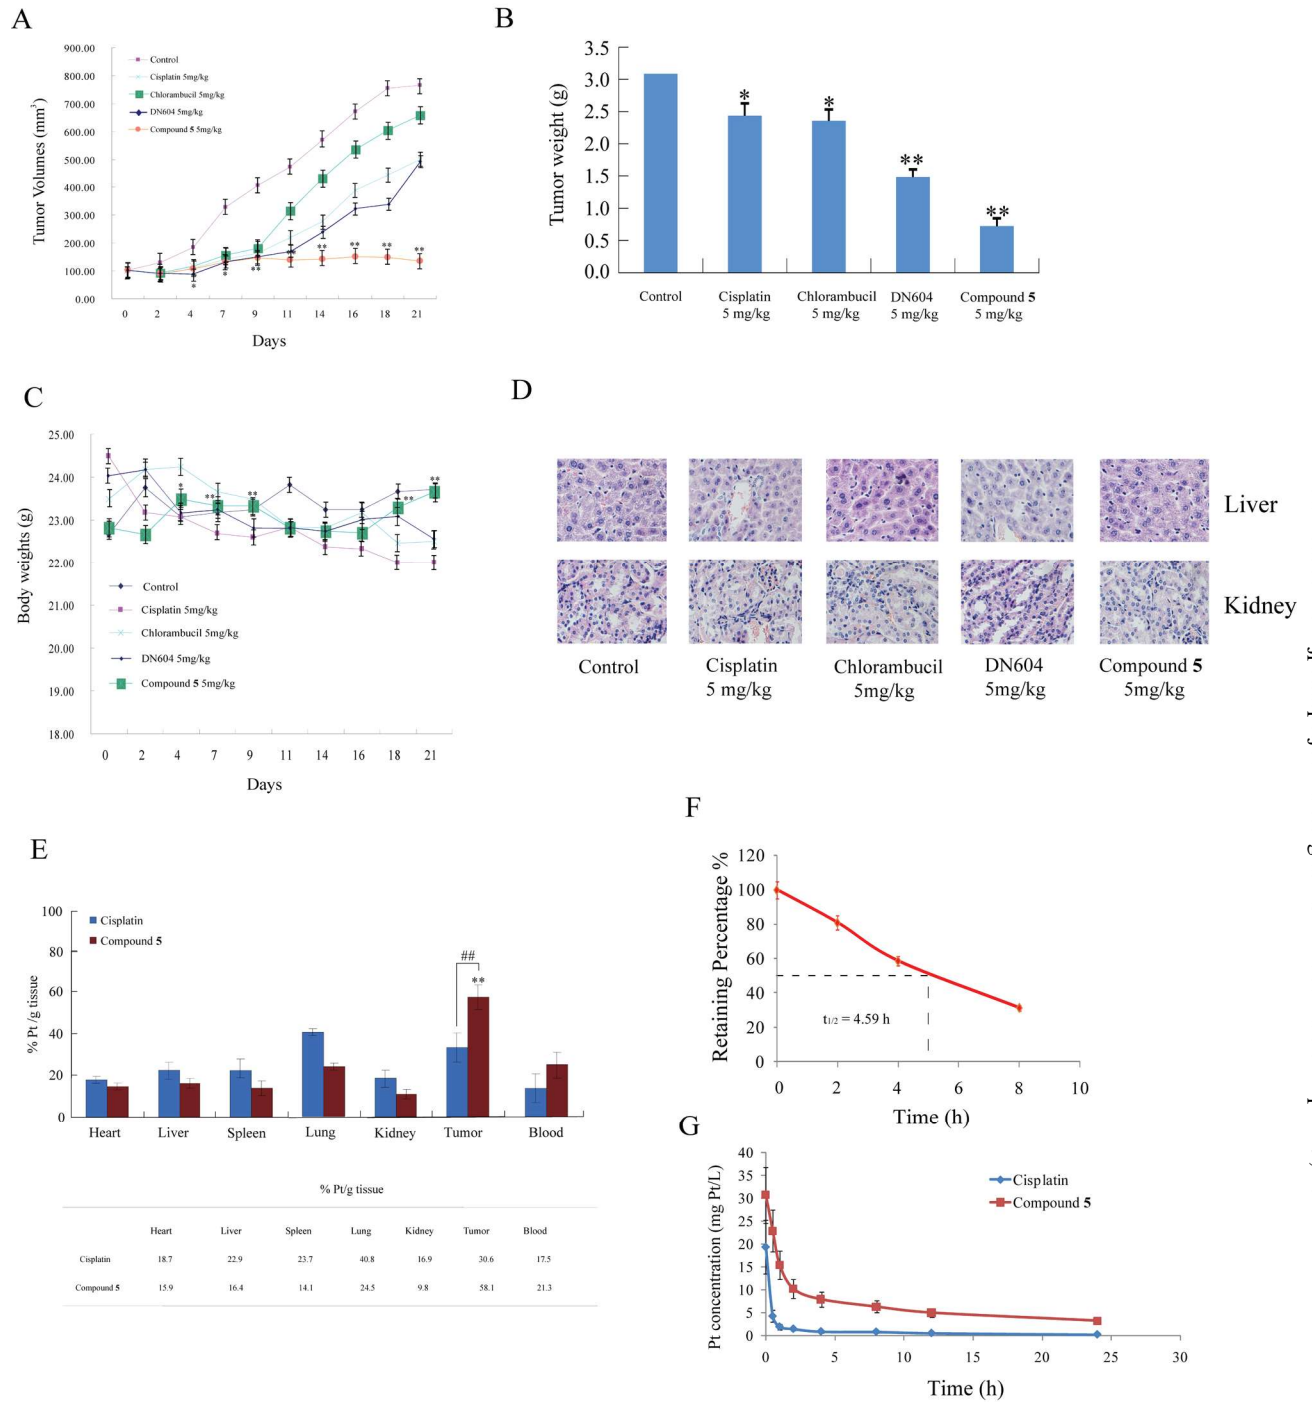 A
900.00
800.00
700.00
600.00
500.00
400.00
300.00
200.00
100.00
0.00
Tumor Volumes (mm³)
Control
Cisplatin 5mg/kg
Chlorambucil 5mg/kg
DN604 5mg/kg
Compound 5 5mg/kg
* * ** ** ** ** ** **
0 2 4 7 9 11 14 16 18 21
Days
B
3.5
3.0
2.5
2.0
1.5
1.0
0.5
0.0
Tumor weight (g)
* * ** **
Control Cisplatin Chlorambucil DN604 Compound 5
5 mg/kg 5 mg/kg 5 mg/kg 5 mg/kg
C
25.00
24.00
23.00
22.00
21.00
20.00
19.00
18.00
Body weights (g)
* ** ** ** **
Control
Cisplatin 5mg/kg
Chlorambucil 5mg/kg
DN604 5mg/kg
Compound 5 5mg/kg
0 2 4 7 9 11 14 16 18 21
Days
D
Liver
Kidney
Control Cisplatin Chlorambucil DN604 Compound 5
5 mg/kg 5mg/kg 5mg/kg 5mg/kg
E
100
80
60
40
20
0
% Pt /g tissue
Cisplatin
Compound 5
##
**
Heart Liver Spleen Lung Kidney Tumor Blood
% Pt/g tissue
Heart Liver Spleen Lung Kidney Tumor Blood
Cisplatin 18.7 22.9 23.7 40.8 16.9 30.6 17.5
Compound 5 15.9 16.4 14.1 24.5 9.8 58.1 21.3
F
120
100
80
60
40
20
0
Retaining Percentage %
t1/2 = 4.59 h
0 2 4 6 8 10
Time (h)
G
40
35
30
25
20
15
10
5
0
Pt concentration (mg Pt/L)
Cisplatin
Compound 5
0 5 10 15 20 25 30
Time (h)